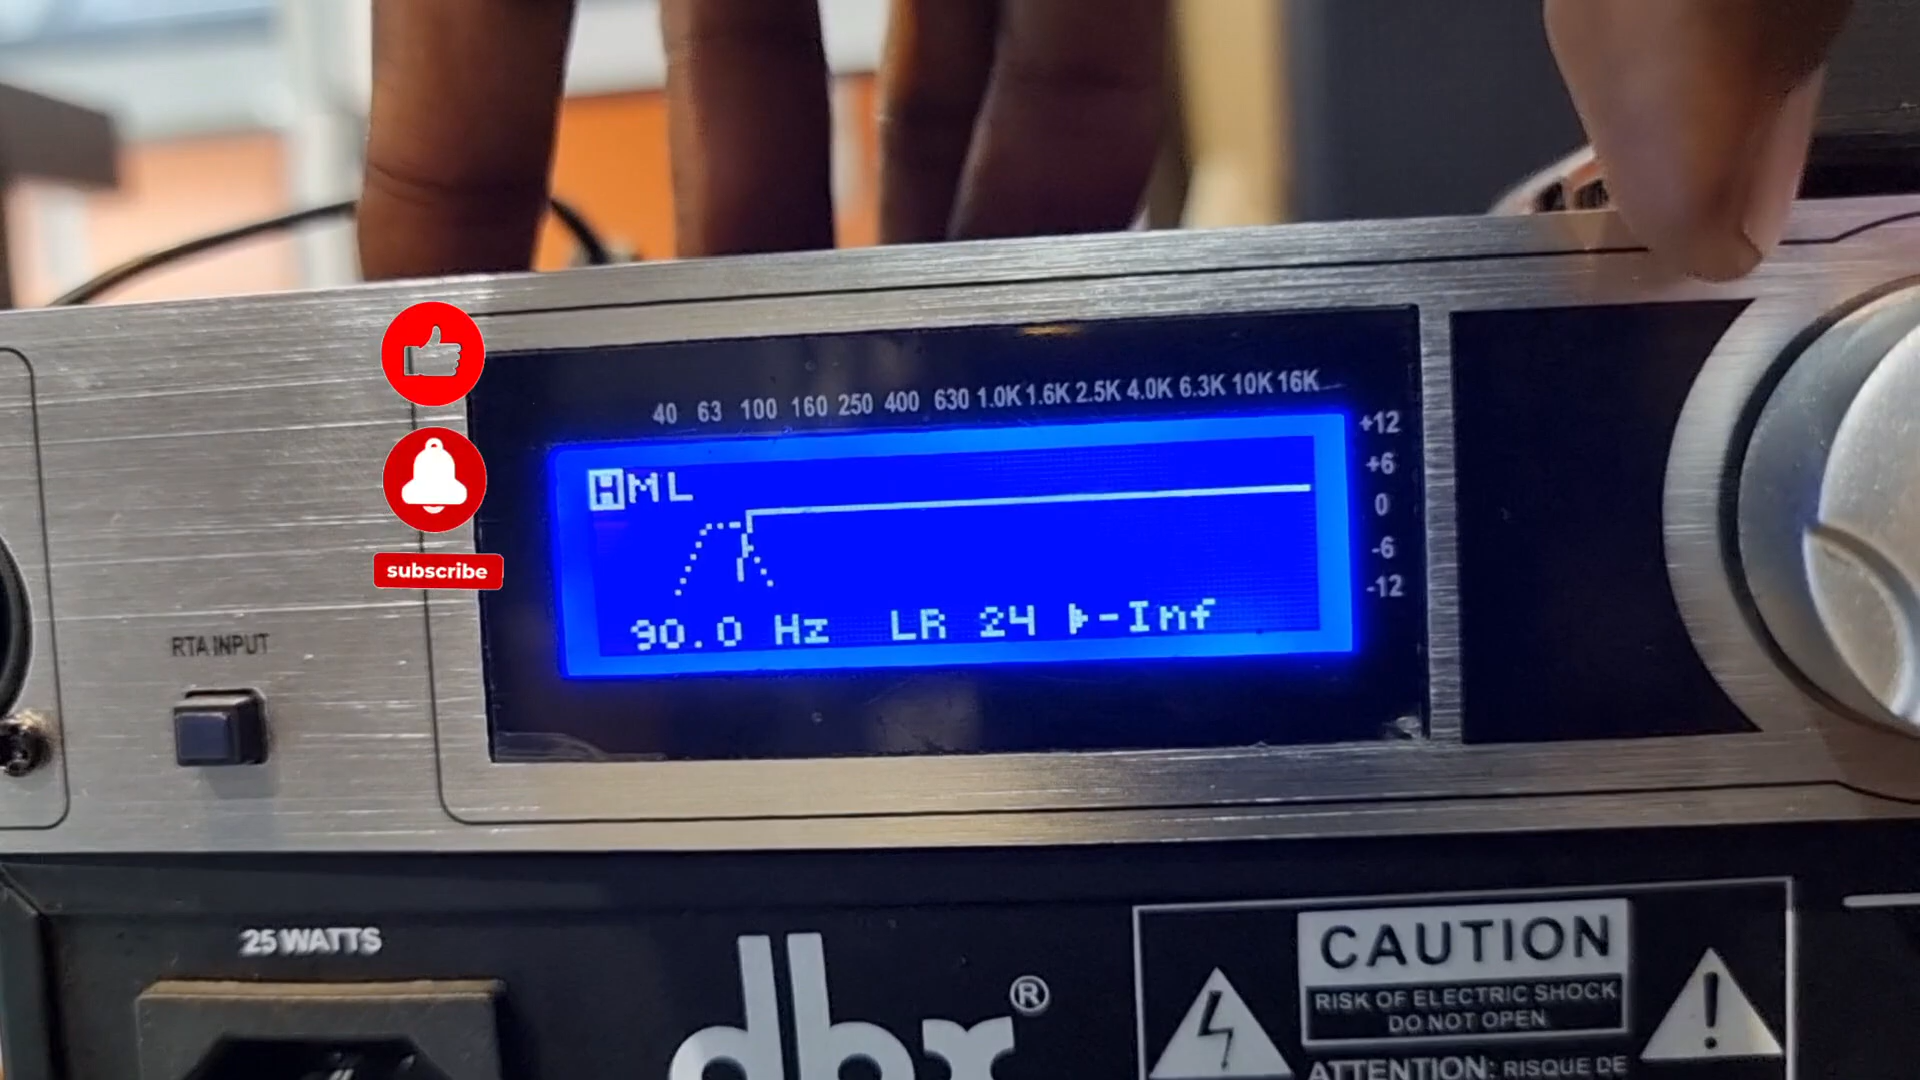 40 63 100 160 250 400 630 1.0K 1.6K 2.5K 4.0K 6.3K 10K 16K
+12
+6
0
-6
-12
HML
90.0 Hz LR 24 -Inf
subscribe
RTA INPUT
25 WATTS
dbx®
CAUTION
RISK OF ELECTRIC SHOCK
DO NOT OPEN
ATTENTION: RISQUE DE